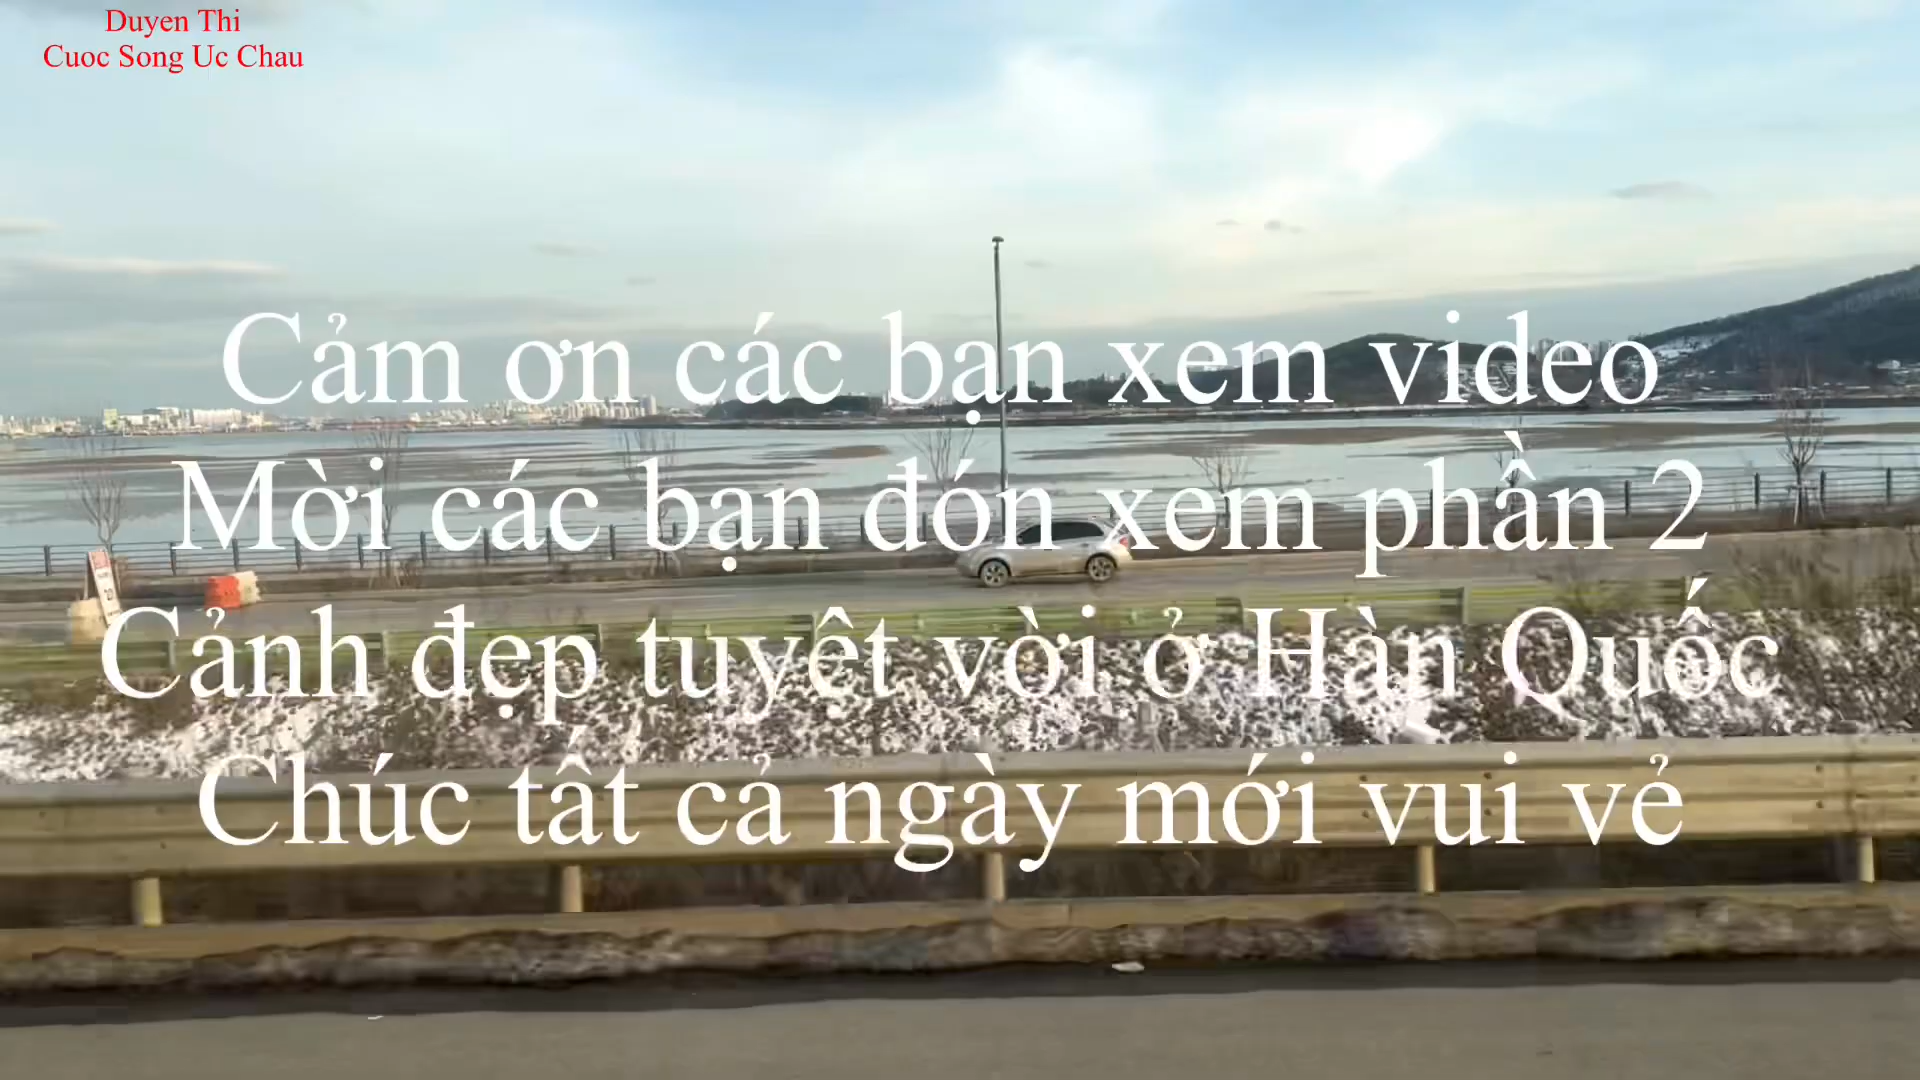 Duyen Thi
Cuoc Song Uc Chau
Cảm ơn các bạn xem video
Mời các bạn đón xem phần 2
Cảnh đẹp tuyệt vời ở Hàn Quốc
Chúc tất cả ngày mới vui vẻ